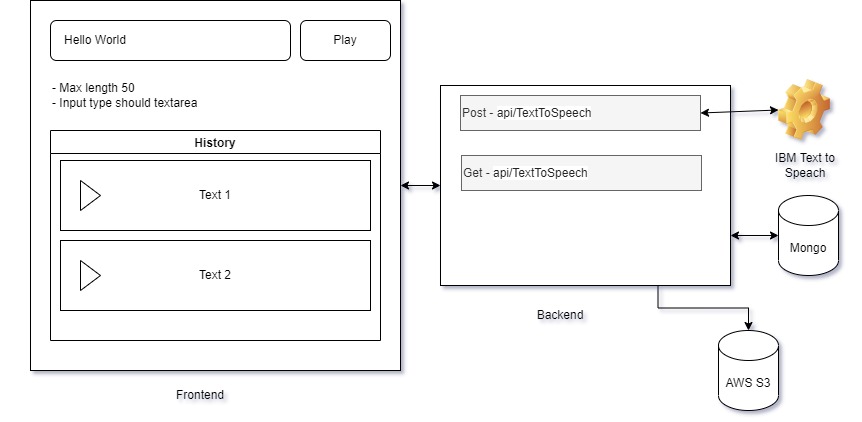 Hello World
Play
- Max length 50
- Input type should textarea
History
Text 1
Text 2
Frontend
Post - api/TextToSpeech
Get - api/TextToSpeech
Backend
IBM Text to
Speach
Mongo
AWS S3